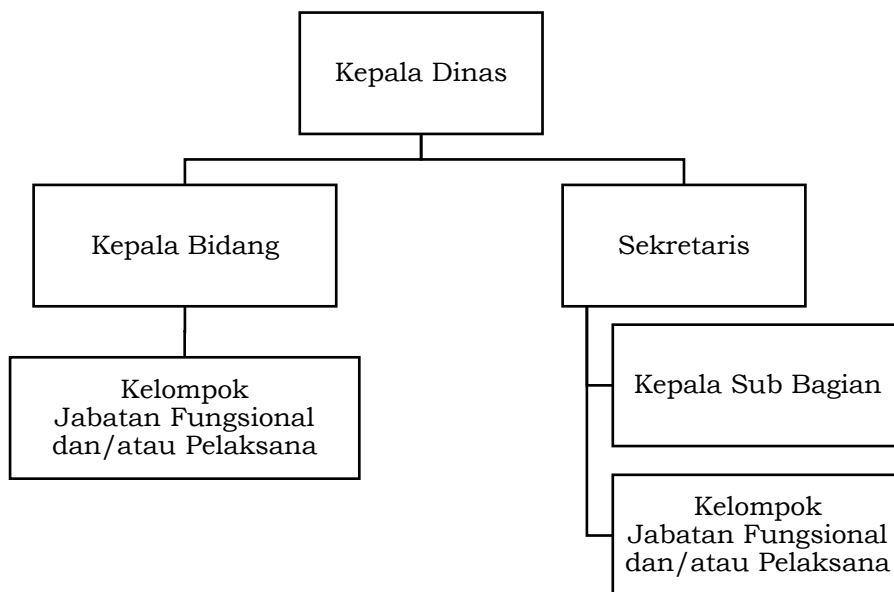 Kepala Dinas
Kepala Bidang
Sekretaris
Kelompok
Jabatan Fungsional
dan/atau Pelaksana
Kepala Sub Bagian
Kelompok
Jabatan Fungsional
dan/atau Pelaksana